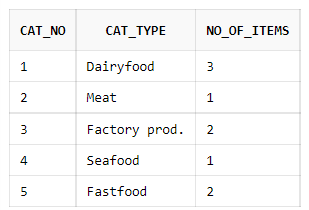 CAT_NO CAT_TYPE NO_OF_ITEMS
1 Dairyfood 3
2 Meat 1
3 Factory prod. 2
4 Seafood 1
5 Fastfood 2